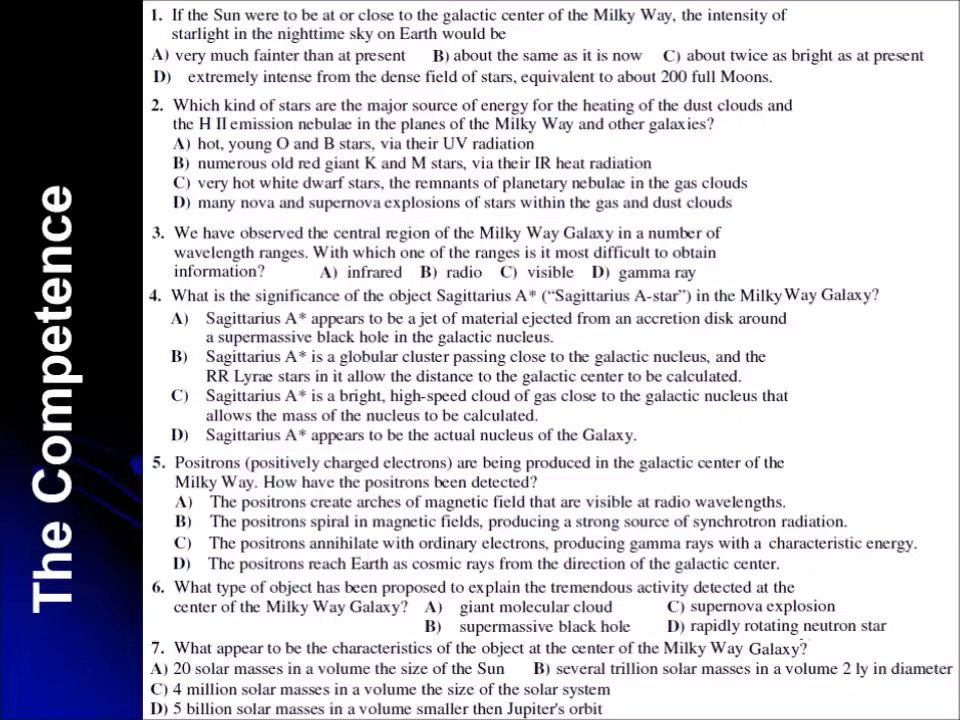 The Competence
1. If the Sun were to be at or close to the galactic center of the Milky Way, the intensity of
starlight in the nighttime sky on Earth would be
A) very much fainter than at present B) about the same as it is now C) about twice as bright as at present
D) extremely intense from the dense field of stars, equivalent to about 200 full Moons.
2. Which kind of stars are the major source of energy for the heating of the dust clouds and
the H II emission nebulae in the planes of the Milky Way and other galaxies?
A) hot, young O and B stars, via their UV radiation
B) numerous old red giant K and M stars, via their IR heat radiation
C) very hot white dwarf stars, the remnants of planetary nebulae in the gas clouds
D) many nova and supernova explosions of stars within the gas and dust clouds
3. We have observed the central region of the Milky Way Galaxy in a number of
wavelength ranges. With which one of the ranges is it most difficult to obtain
information? A) infrared B) radio C) visible D) gamma ray
4. What is the significance of the object Sagittarius A* (“Sagittarius A-star”) in the Milky Way Galaxy?
A) Sagittarius A* appears to be a jet of material ejected from an accretion disk around
a supermassive black hole in the galactic nucleus.
B) Sagittarius A* is a globular cluster passing close to the galactic nucleus, and the
RR Lyrae stars in it allow the distance to the galactic center to be calculated.
C) Sagittarius A* is a bright, high-speed cloud of gas close to the galactic nucleus that
allows the mass of the nucleus to be calculated.
D) Sagittarius A* appears to be the actual nucleus of the Galaxy.
5. Positrons (positively charged electrons) are being produced in the galactic center of the
Milky Way. How have the positrons been detected?
A) The positrons create arches of magnetic field that are visible at radio wavelengths.
B) The positrons spiral in magnetic fields, producing a strong source of synchrotron radiation.
C) The positrons annihilate with ordinary electrons, producing gamma rays with a characteristic energy.
D) The positrons reach Earth as cosmic rays from the direction of the galactic center.
6. What type of object has been proposed to explain the tremendous activity detected at the
center of the Milky Way Galaxy? A) giant molecular cloud C) supernova explosion
B) supermassive black hole D) rapidly rotating neutron star
7. What appear to be the characteristics of the object at the center of the Milky Way Galaxy?
A) 20 solar masses in a volume the size of the Sun B) several trillion solar masses in a volume 2 ly in diameter
C) 4 million solar masses in a volume the size of the solar system
D) 5 billion solar masses in a volume smaller then Jupiter's orbit